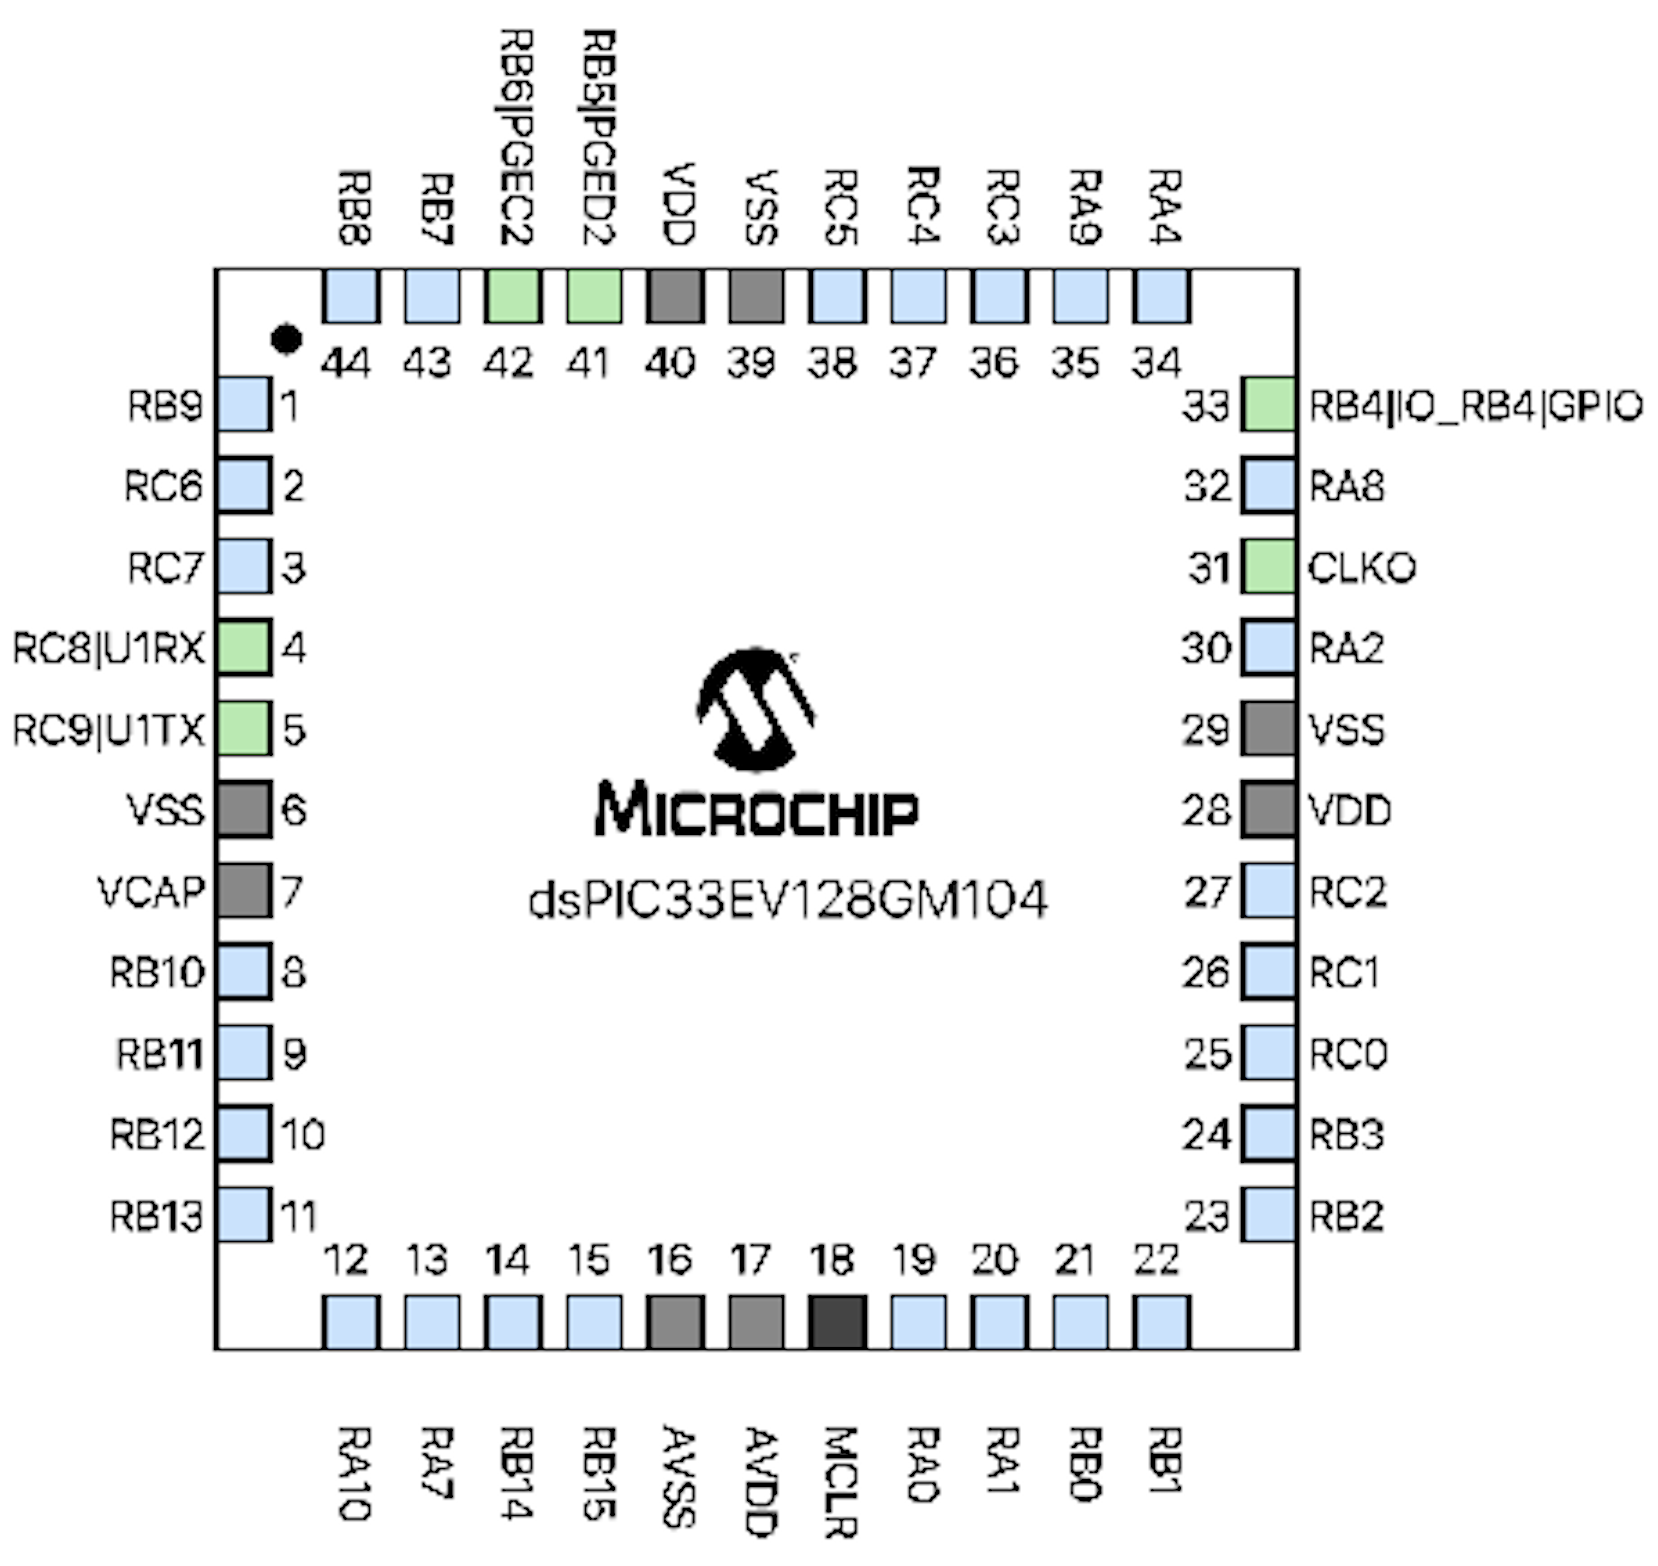 RB8 RB7 RB6|PGEC2 RB5|PGED2 VDD VSS RC5 RC4 RC3 RA9 RA4
44 43 42 41 40 39 38 37 36 35 34
RB9 1 33 RB4|IO_RB4|GPIO
RC6 2 32 RA8
RC7 3 31 CLKO
RC8|U1RX 4 30 RA2
RC9|U1TX 5 29 VSS
VSS 6 28 VDD
MICROCHIP
VCAP 7 27 RC2
dsPIC33EV128GM104
RB10 8 26 RC1
RB11 9 25 RC0
RB12 10 24 RB3
RB13 11 23 RB2
12 13 14 15 16 17 18 19 20 21 22
RA10 RA7 RB14 RB15 AVSS AVDD MCLR RA0 RA1 RB0 RB1